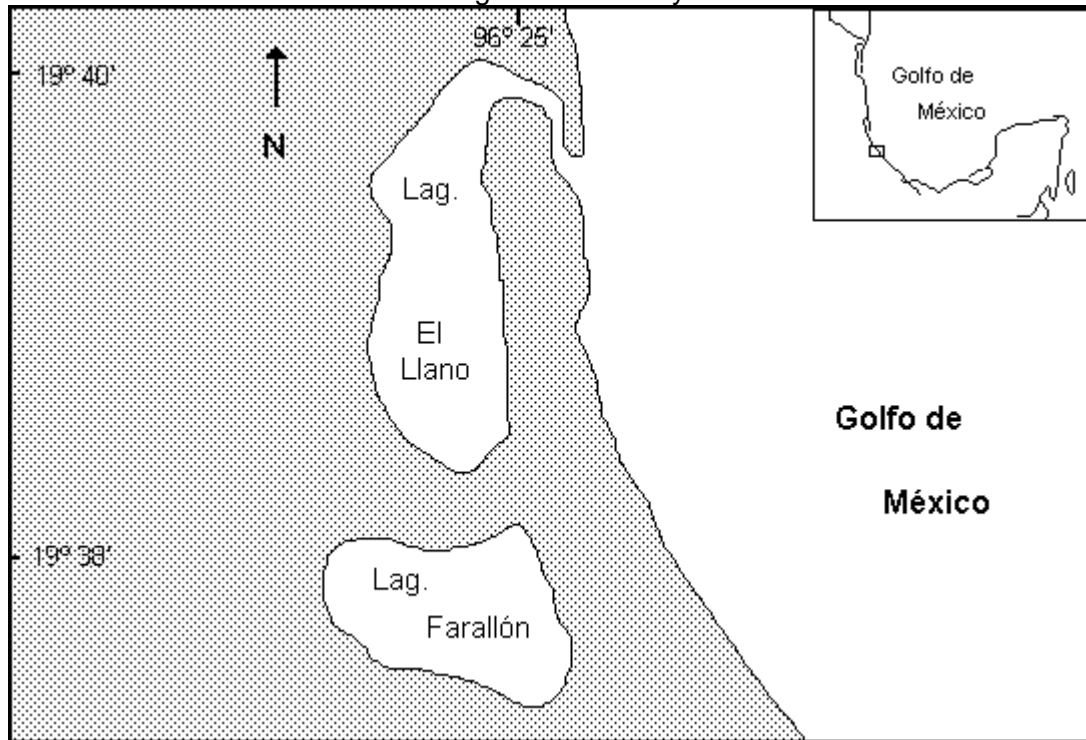 96° 25'
19° 40'
N
Golfo de
México
Lag.
El
Llano
Golfo de
México
19° 38'
Lag.
Farallón